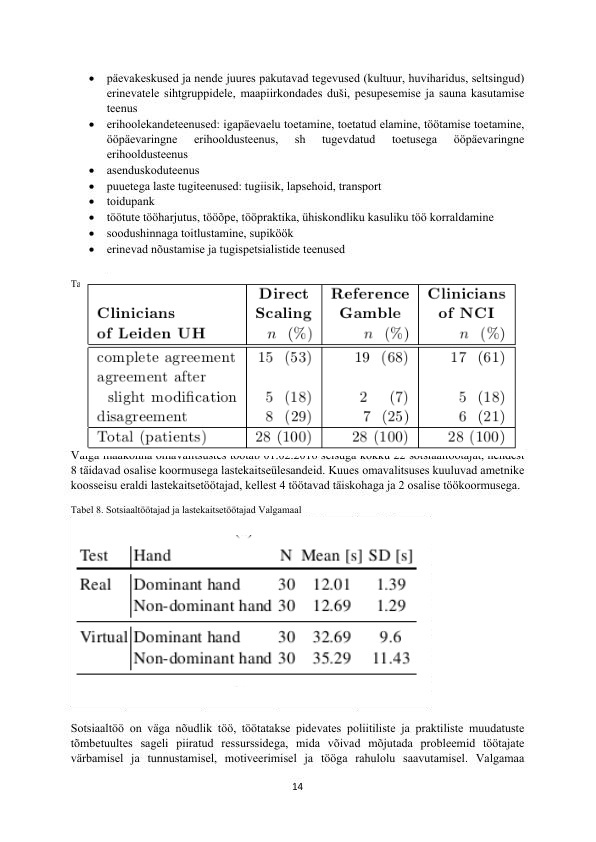 • päevakeskused ja nende juures pakutavad tegevused (kultuur, huviharidus, seltsingud)
erinevatele sihtgruppidele, maapiirkondades duši, pesupesemise ja sauna kasutamise
teenus
• erihoolekandeteenused: igapäevaelu toetamine, toetatud elamine, töötamise toetamine,
ööpäevaringne erihooldusteenus, sh tugevdatud toetusega ööpäevaringne
erihooldusteenus
• asenduskoduteenus
• puuetega laste tugiteenused: tugiisik, lapsehoid, transport
• toidupank
• töötute tööharjutus, tööõpe, tööpraktika, ühiskondliku kasuliku töö korraldamine
• soodushinnaga toitlustamine, supiköök
• erinevad nõustamise ja tugispetsialistide teenused
Ta
Direct Reference Clinicians
Clinicians Scaling Gamble of NCI
of Leiden UH n (%) n (%) n (%)
complete agreement 15 (53) 19 (68) 17 (61)
agreement after
slight modification 5 (18) 2 (7) 5 (18)
disagreement 8 (29) 7 (25) 6 (21)
Total (patients) 28 (100) 28 (100) 28 (100)
Valga maakonna omavalitsustes töötab 01.02.2016 seisuga kokku 22 sotsiaaltöötajat, nendest
8 täidavad osalise koormusega lastekaitseülesandeid. Kuues omavalitsuses kuuluvad ametnike
koosseisu eraldi lastekaitsetöötajad, kellest 4 töötavad täiskohaga ja 2 osalise töökoormusega.
Tabel 8. Sotsiaaltöötajad ja lastekaitsetöötajad Valgamaal
Test Hand N Mean [s] SD [s]
Real Dominant hand 30 12.01 1.39
Non-dominant hand 30 12.69 1.29
Virtual Dominant hand 30 32.69 9.6
Non-dominant hand 30 35.29 11.43
Sotsiaaltöö on väga nõudlik töö, töötatakse pidevates poliitiliste ja praktiliste muudatuste
tõmbetuultes sageli piiratud ressurssidega, mida võivad mõjutada probleemid töötajate
värbamisel ja tunnustamisel, motiveerimisel ja tööga rahulolu saavutamisel. Valgamaa
14